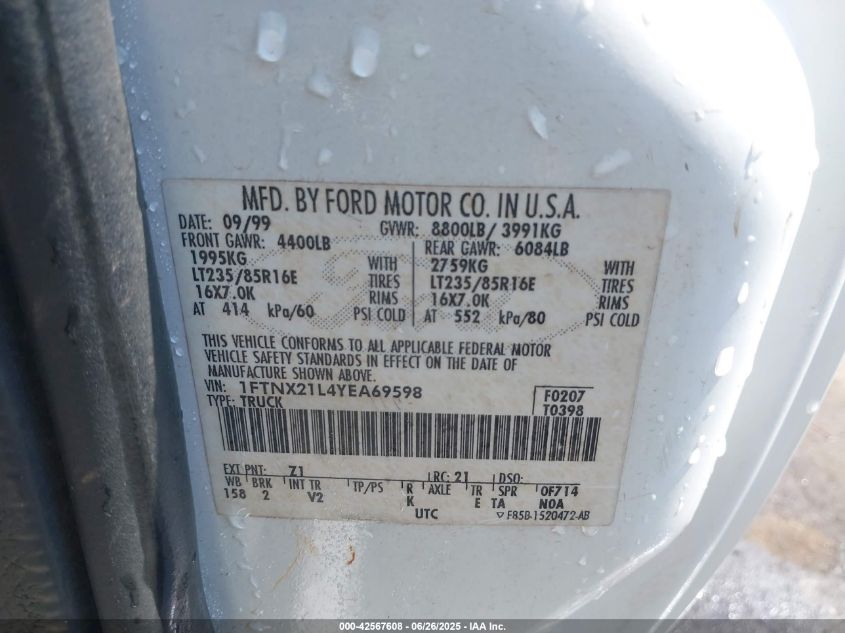 MFD. BY FORD MOTOR CO. IN U.S.A.
DATE: 09/99 GVWR: 8800LB/ 3991KG
FRONT GAWR: 4400LB REAR GAWR: 6084LB
1995KG WITH 2759KG WITH
LT235/85R16E TIRES LT235/85R16E TIRES
16X7.0K RIMS 16X7.0K RIMS
AT 414 kPa/60 PSI COLD AT 552 kPa/80 PSI COLD
THIS VEHICLE CONFORMS TO ALL APPLICABLE FEDERAL MOTOR
VEHICLE SAFETY STANDARDS IN EFFECT ON THE DATE OF
MANUFACTURE SHOWN ABOVE.
VIN: 1FTNX21L4YEA69598 F0207
TYPE: TRUCK T0398
EXT PNT: Z1 RC: 21 DSO:
WB BRK INT TR TP/PS R AXLE TR SPR 0F714
158 2 V2 K E TA NOA
UTC F85B-1520472-AB
000-42567608 | 06/26/2025 - IAA Inc.